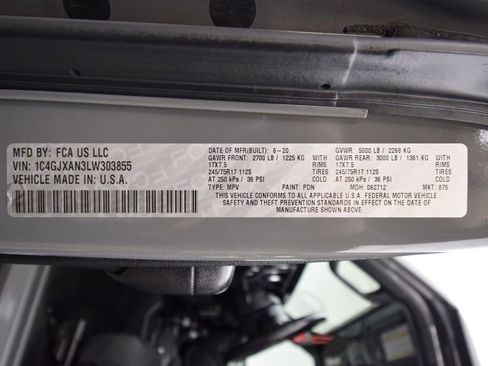 MFD BY: FCA US LLC
VIN: 1C4GJXAN3LW303855
VEHICLE MADE IN: U.S.A.
DATE OF MFR(BUILT): 6-20 GVWR: 5000 LB / 2268 KG
GAWR FRONT: 2700 LB / 1225 KG WITH GAWR REAR: 3000 LB / 1361 KG WITH
17X7.5 TIRES 17X7.5 TIRES
245/75R17 112S RIMS 245/75R17 112S RIMS
AT 250 kPa / 36 PSI COLD AT 250 kPa / 36 PSI COLD
TYPE: MPV PAINT: PDN MDH: 062712 MKT: 875
THIS VEHICLE CONFORMS TO ALL APPLICABLE U.S.A. FEDERAL MOTOR VEHICLE
SAFETY AND THEFT PREVENTION STANDARDS IN EFFECT ON THE DATE OF
MANUFACTURE SHOWN ABOVE.